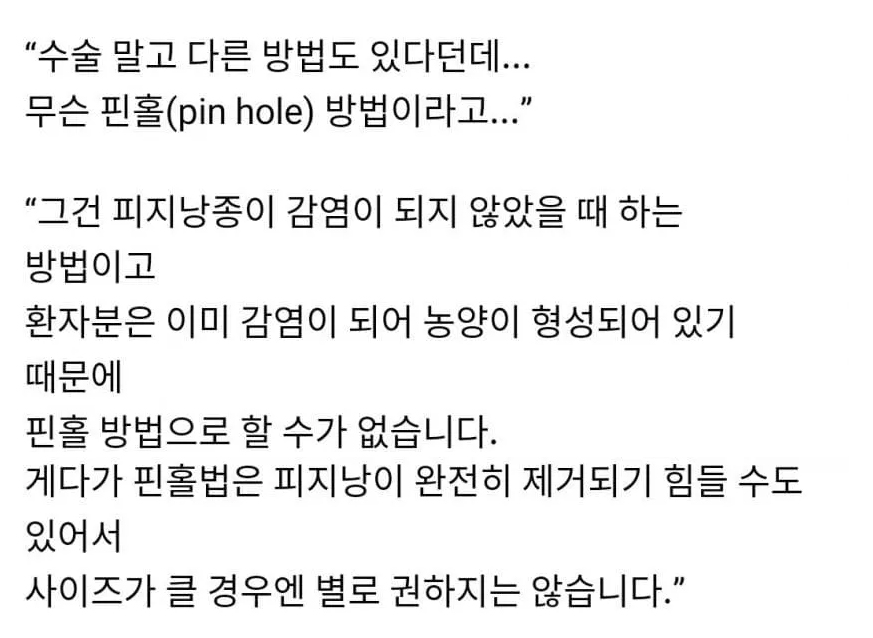 “수술 말고 다른 방법도 있다던데...
무슨 핀홀(pin hole) 방법이라고...”
“그건 피지낭종이 감염이 되지 않았을 때 하는
방법이고
환자분은 이미 감염이 되어 농양이 형성되어 있기
때문에
핀홀 방법으로 할 수가 없습니다.
게다가 핀홀법은 피지낭이 완전히 제거되기 힘들 수도
있어서
사이즈가 클 경우엔 별로 권하지는 않습니다.”